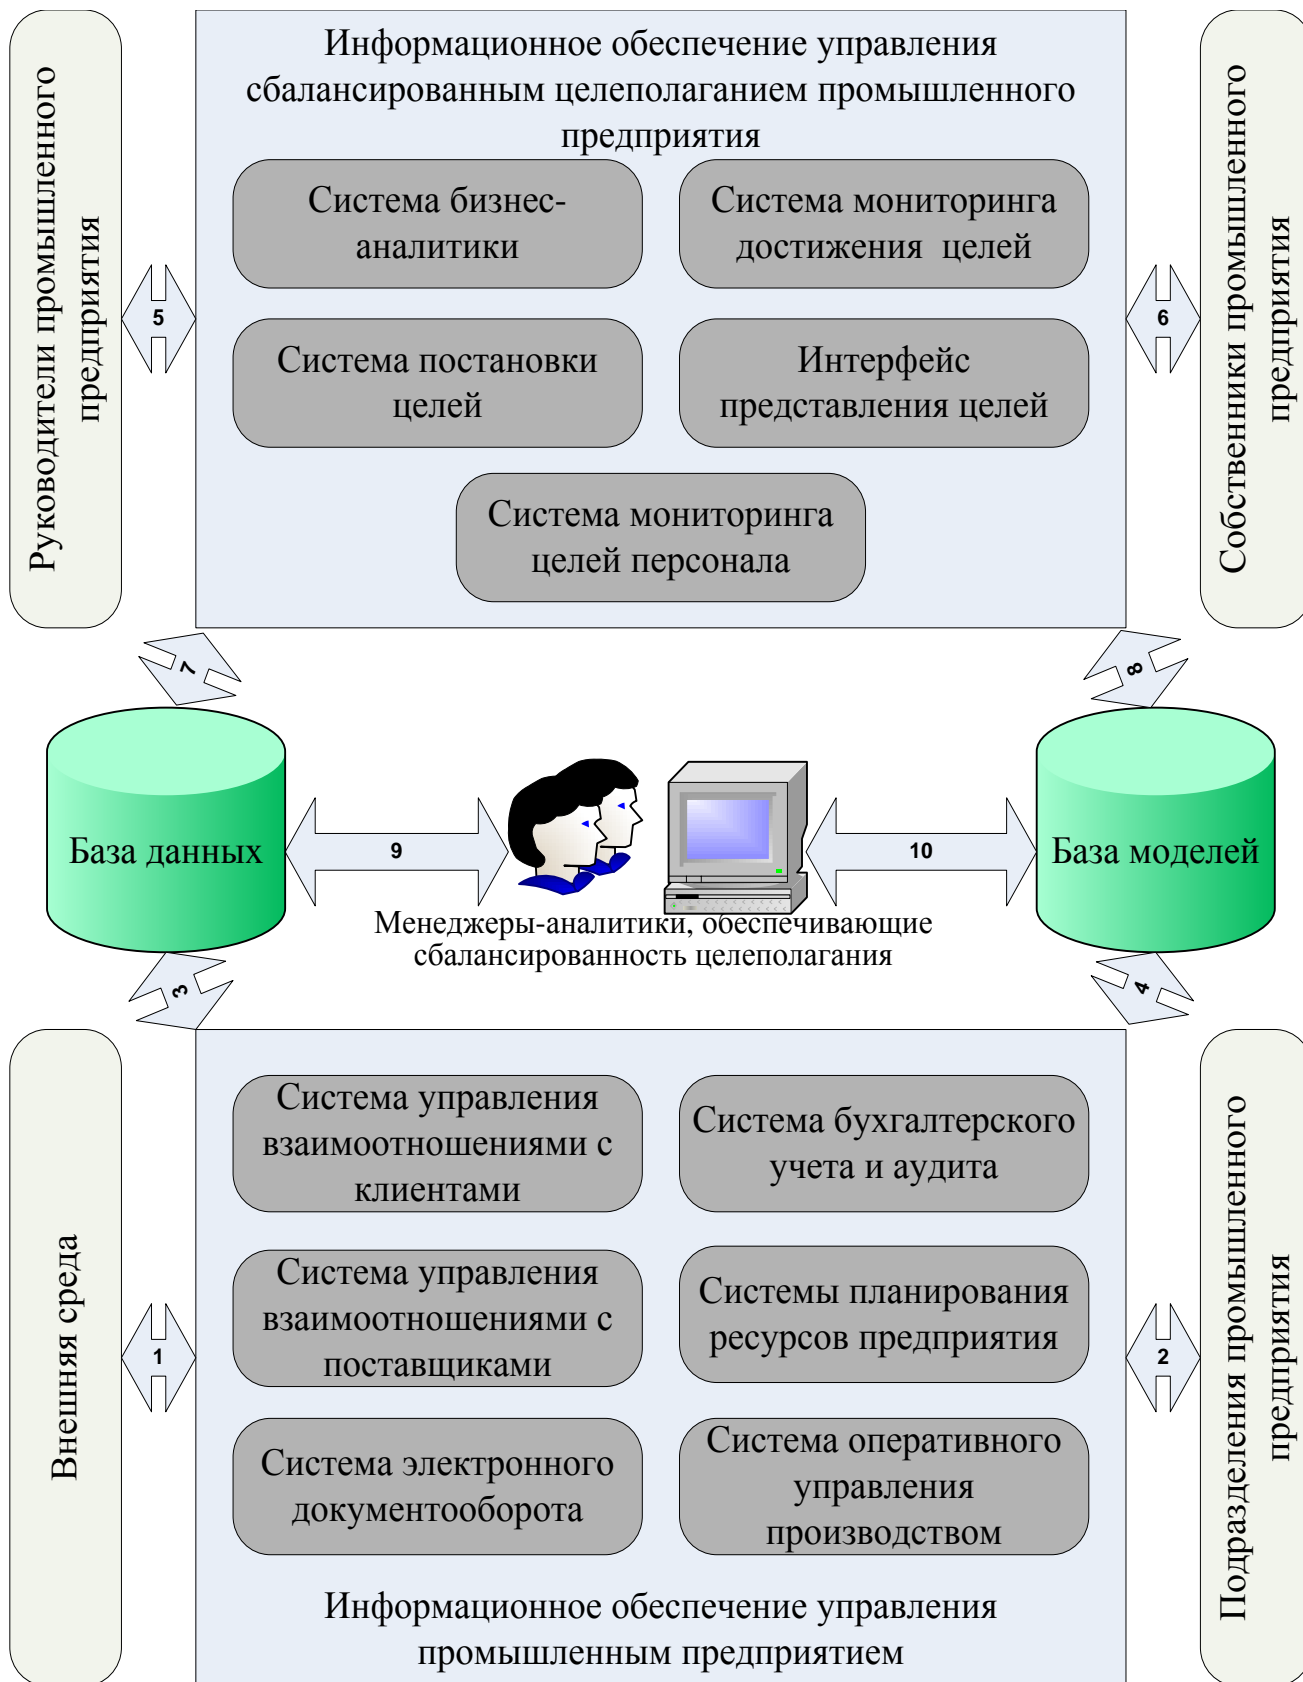 Руководители промышленного
предприятия
Информационное обеспечение управления
сбалансированным целеполаганием промышленного
предприятия
Система бизнес-
аналитики
Система мониторинга
достижения целей
Система постановки
целей
Интерфейс
представления целей
Система мониторинга
целей персонала
5
6
Собственники промышленного
предприятия
7
8
База данных
9
10
База моделей
Менеджеры-аналитики, обеспечивающие
сбалансированность целеполагания
3
4
Внешняя среда
1
Система управления
взаимоотношениями с
клиентами
Система бухгалтерского
учета и аудита
Система управления
взаимоотношениями с
поставщиками
Системы планирования
ресурсов предприятия
Система электронного
документооборота
Система оперативного
управления
производством
2
Подразделения промышленного
предприятия
Информационное обеспечение управления
промышленным предприятием